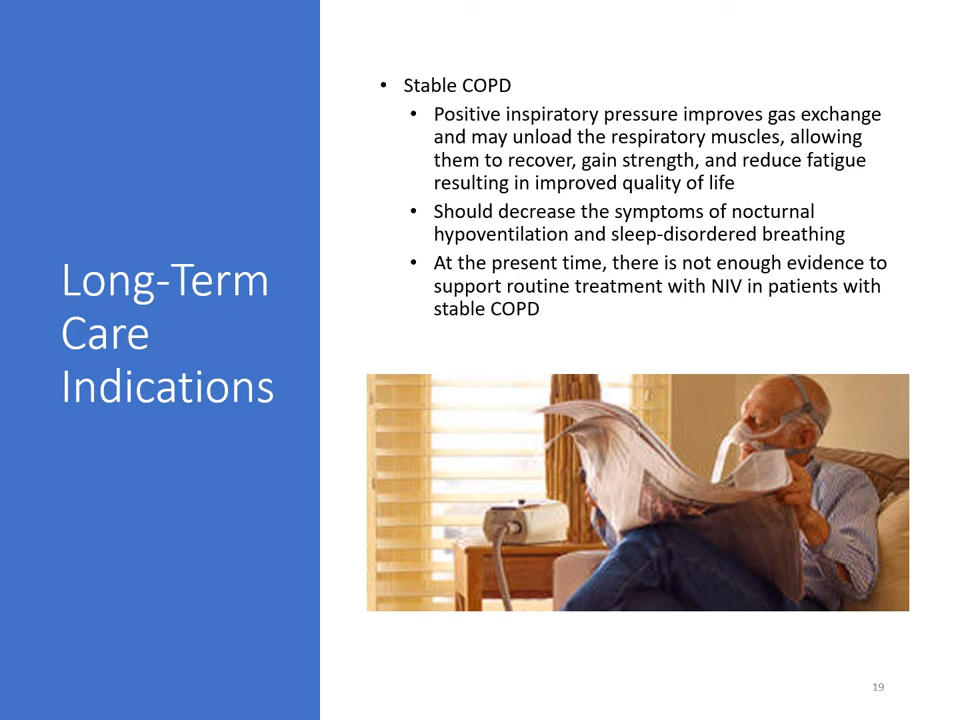 Long-Term
Care
Indications
• Stable COPD
• Positive inspiratory pressure improves gas exchange
and may unload the respiratory muscles, allowing
them to recover, gain strength, and reduce fatigue
resulting in improved quality of life
• Should decrease the symptoms of nocturnal
hypoventilation and sleep-disordered breathing
• At the present time, there is not enough evidence to
support routine treatment with NIV in patients with
stable COPD
19